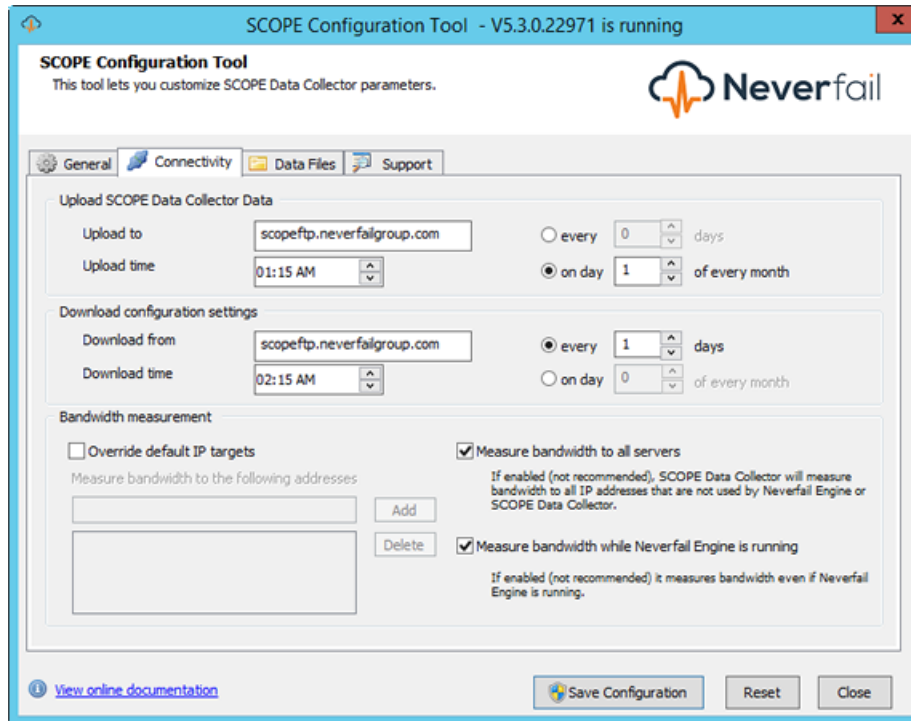 SCOPE Configuration Tool - V5.3.0.22971 is running
x
SCOPE Configuration Tool
This tool lets you customize SCOPE Data Collector parameters.
Neverfail
General Connectivity Data Files Support
Upload SCOPE Data Collector Data
Upload to scopeftp.neverfailgroup.com every 0 days
Upload time 01:15 AM on day 1 of every month
Download configuration settings
Download from scopeftp.neverfailgroup.com every 1 days
Download time 02:15 AM on day 0 of every month
Bandwidth measurement
Override default IP targets
Measure bandwidth to the following addresses
Add
Delete
Measure bandwidth to all servers
If enabled (not recommended), SCOPE Data Collector will measure
bandwidth to all IP addresses that are not used by Neverfail Engine or
SCOPE Data Collector.
Measure bandwidth while Neverfail Engine is running
If enabled (not recommended) it measures bandwidth even if Neverfail
Engine is running.
View online documentation
Save Configuration Reset Close